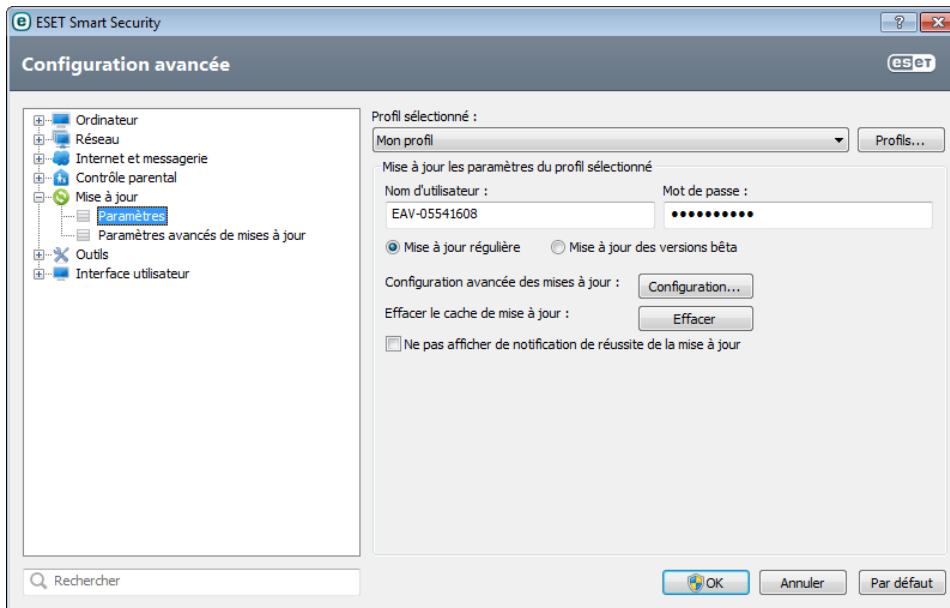 ESET Smart Security
Configuration avancée
eset
Ordinateur
Réseau
Internet et messagerie
Contrôle parental
Mise à jour
Paramètres
Paramètres avancés de mises à jour
Outils
Interface utilisateur
Rechercher
Profil sélectionné :
Mon profil
Profils...
Mise à jour les paramètres du profil sélectionné
Nom d'utilisateur : Mot de passe :
EAV-05541608 ●●●●●●●●●●
Mise à jour régulière Mise à jour des versions bêta
Configuration avancée des mises à jour : Configuration...
Effacer le cache de mise à jour : Effacer
Ne pas afficher de notification de réussite de la mise à jour
OK Annuler Par défaut